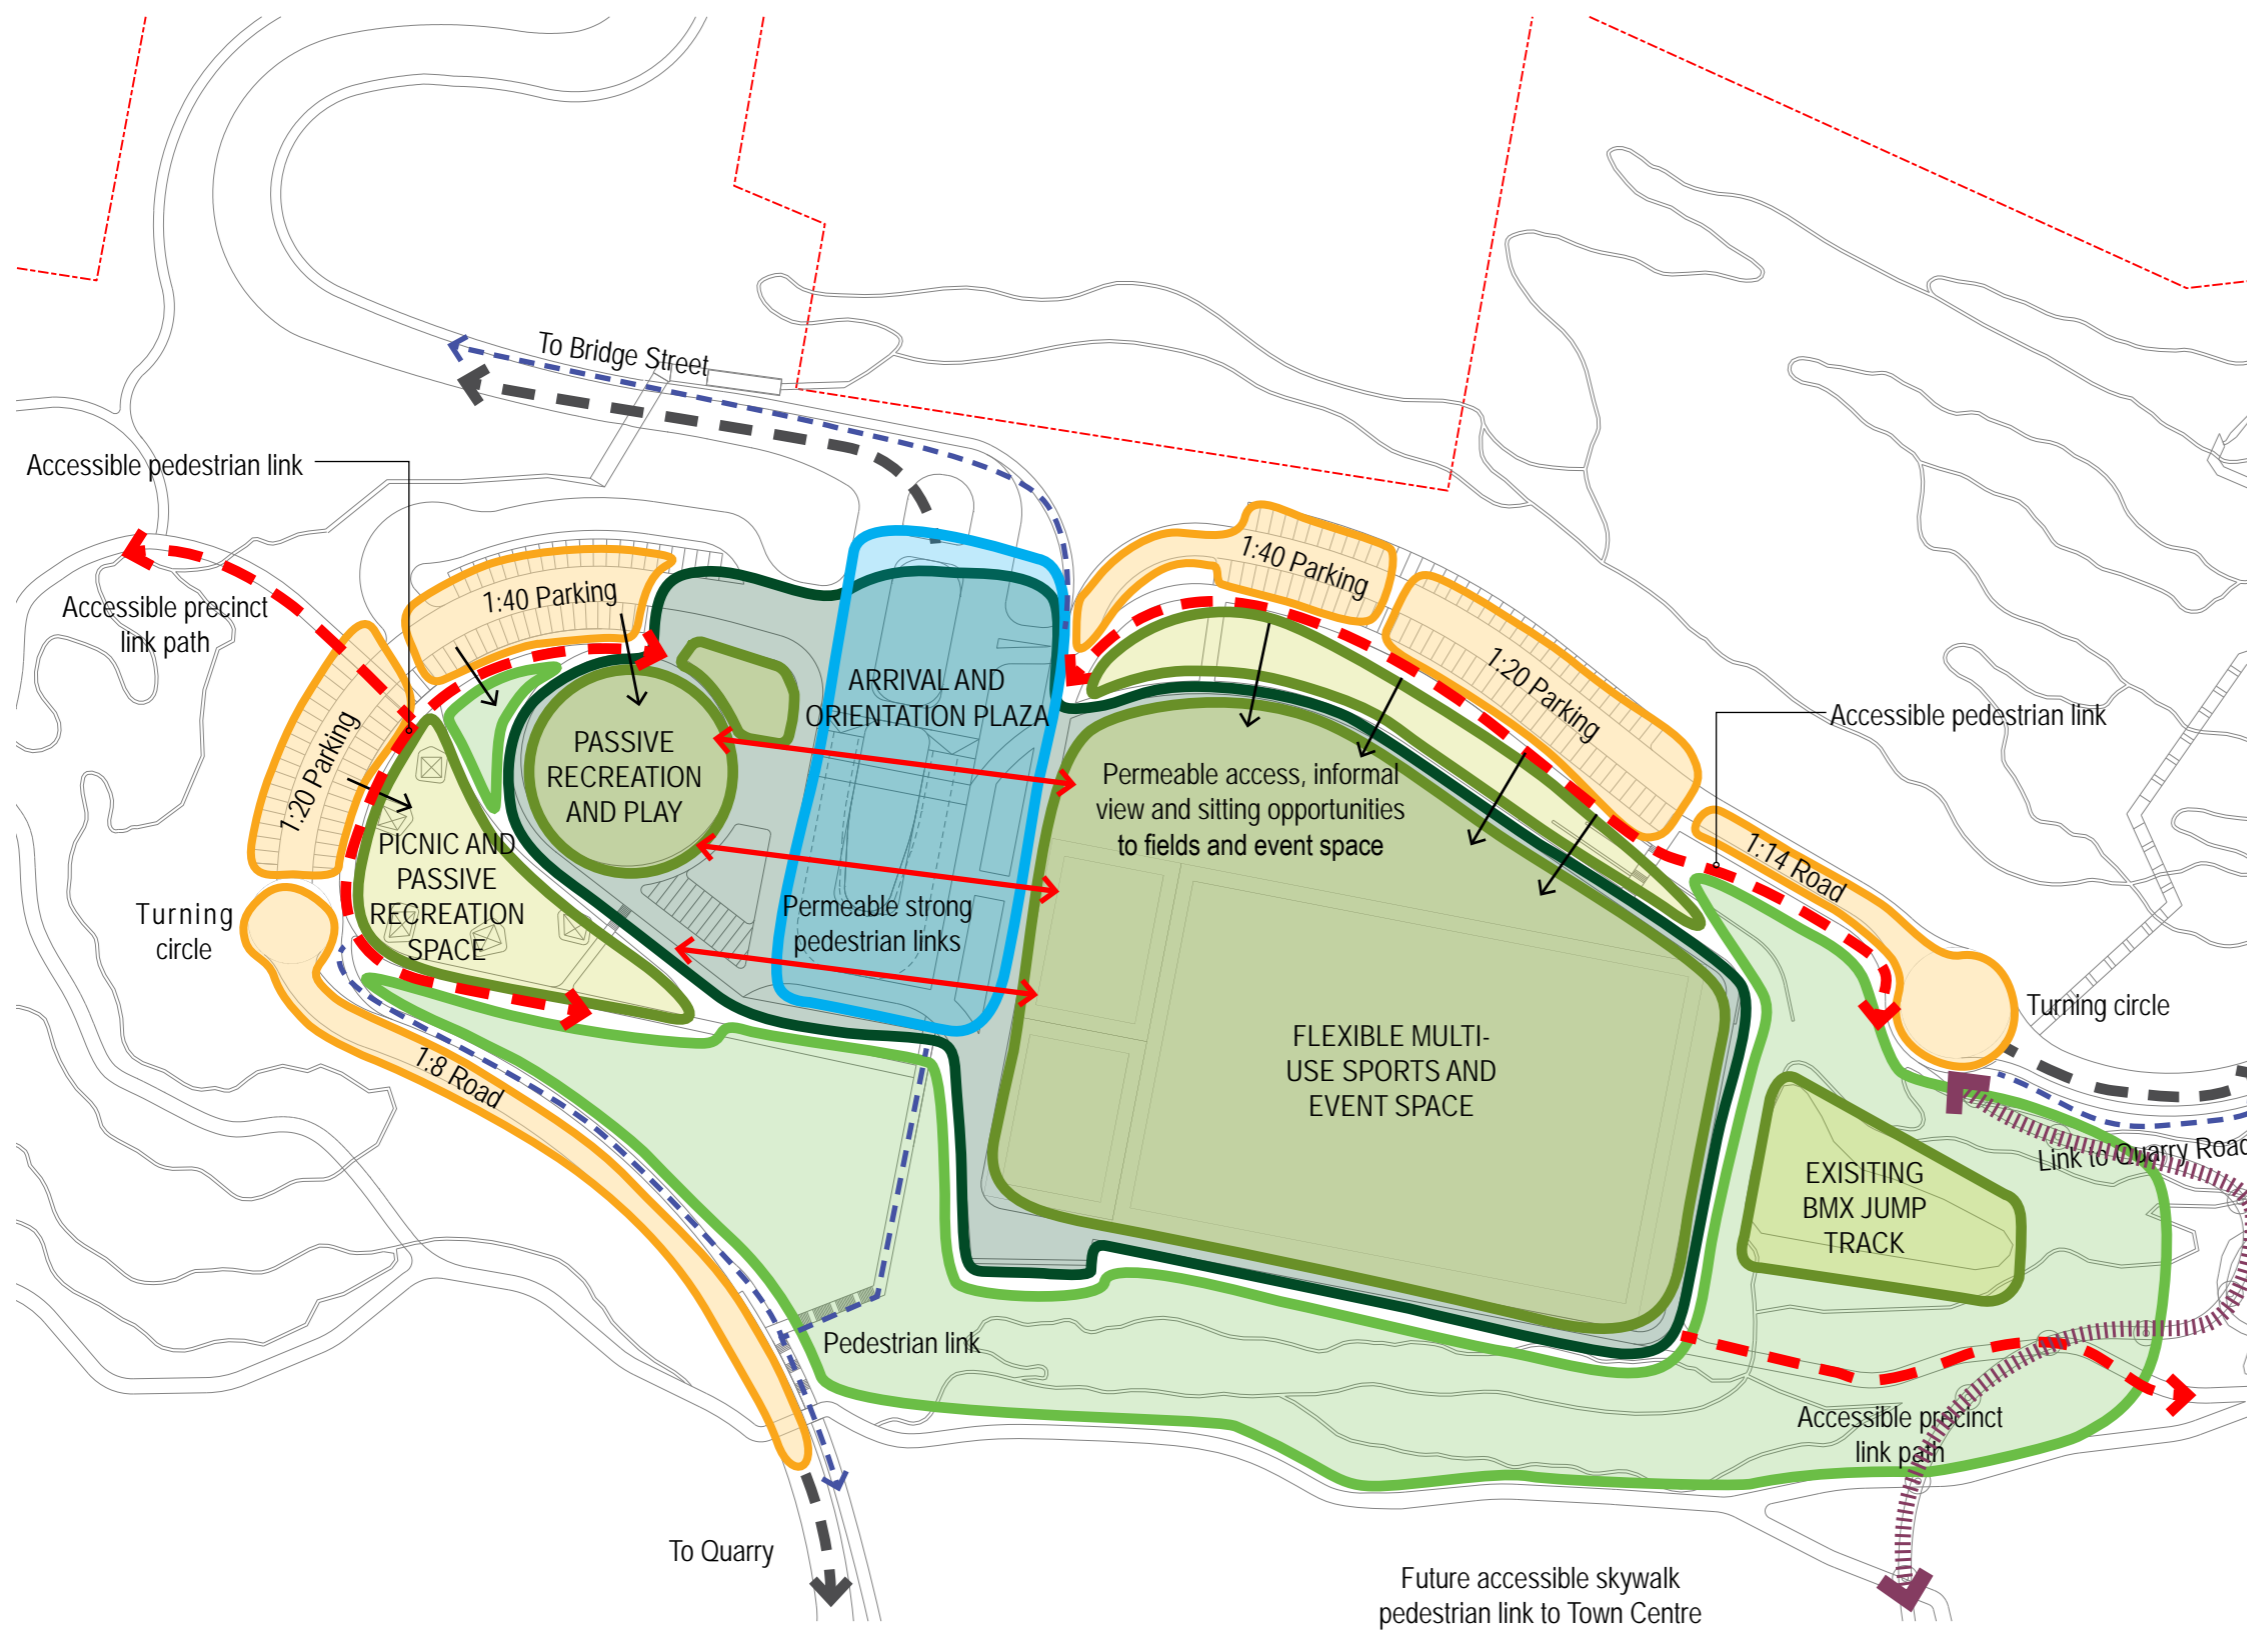 To Bridge Street
Accessible pedestrian link
1:40 Parking
1:40 Parking
Accessible precinct
link path
1:20 Parking
1:20 Parking
ARRIVAL AND
ORIENTATION PLAZA
Accessible pedestrian link
PASSIVE
RECREATION
AND PLAY
Permeable access, informal
view and sitting opportunities
to fields and event space
PICNIC AND
PASSIVE
RECREATION
SPACE
1:14 Road
Turning
circle
Permeable strong
pedestrian links
Turning circle
FLEXIBLE MULTI-
USE SPORTS AND
EVENT SPACE
1:8 Road
Link to Quarry Road
EXISITING
BMX JUMP
TRACK
Pedestrian link
Accessible precinct
link path
To Quarry
Future accessible skywalk
pedestrian link to Town Centre